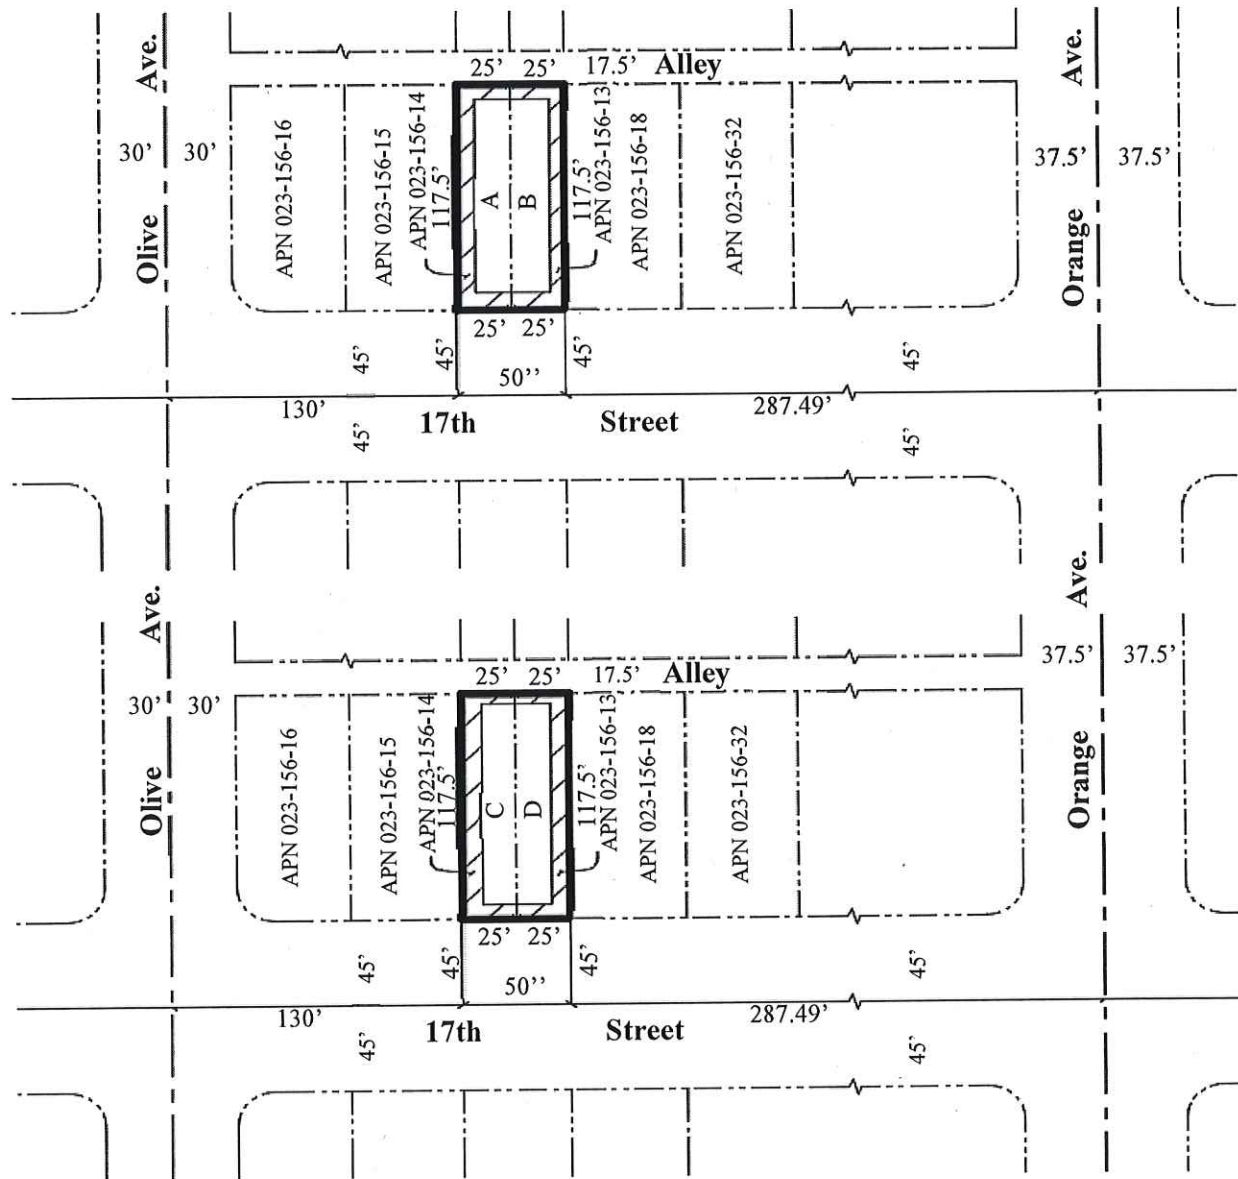 Olive Ave.
30' 30'
25' 25' 17.5' Alley
APN 023-156-16
APN 023-156-15
APN 023-156-14
117.5'
A
B
117.5'
APN 023-156-13
APN 023-156-18
APN 023-156-32
37.5' 37.5'
Orange Ave.
25' 25'
45' 45' 45' 45'
50''
130' 287.49'
17th Street
45' 45'
Olive Ave.
30' 30'
25' 25' 17.5' Alley
APN 023-156-16
APN 023-156-15
APN 023-156-14
117.5'
C
D
117.5'
APN 023-156-13
APN 023-156-18
APN 023-156-32
37.5' 37.5'
Orange Ave.
25' 25'
45' 45' 45' 45'
50''
130' 287.49'
17th Street
45' 45'